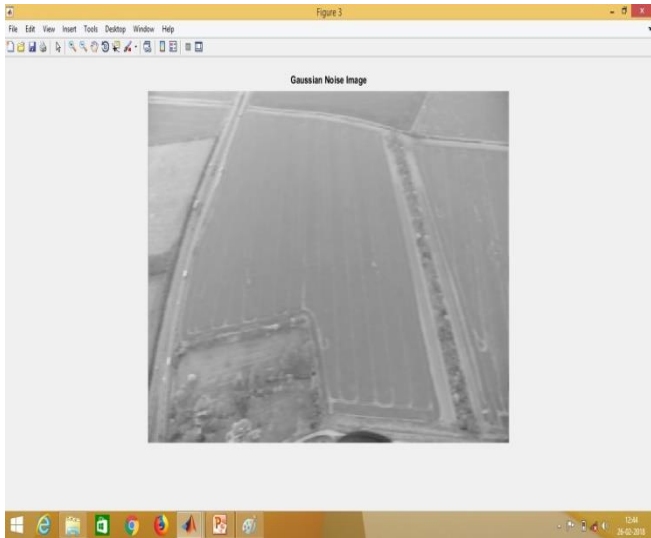 Figure 3
File Edit View Insert Tools Desktop Window Help
Gaussian Noise Image
12:44
26-02-2018